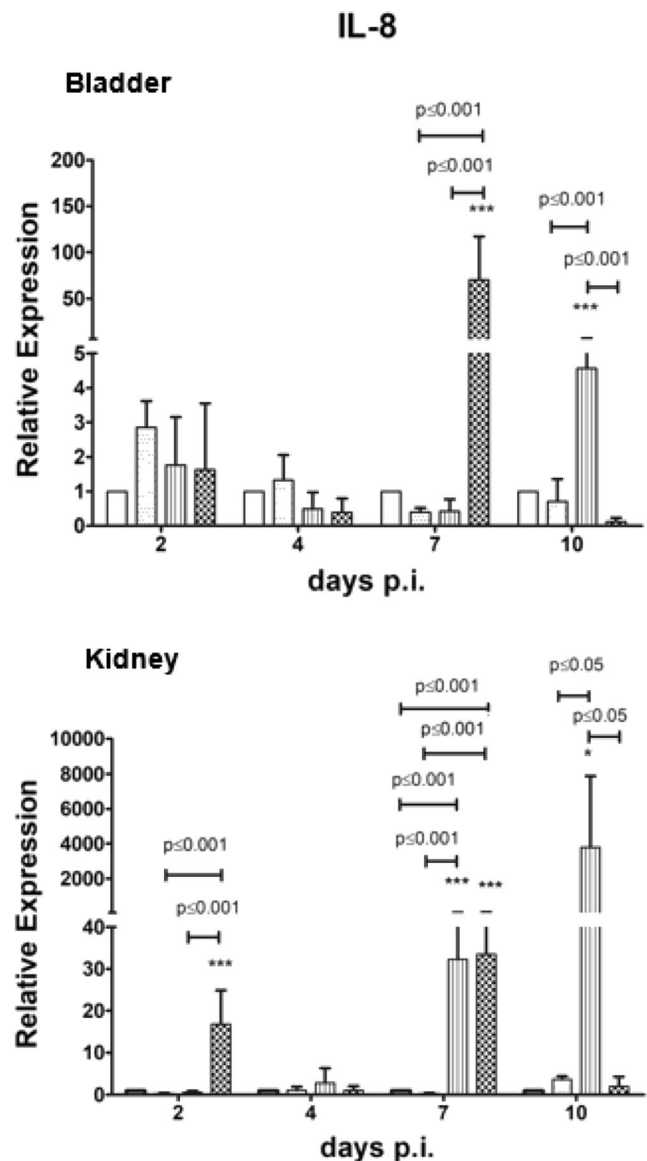 IL-8
Bladder
p≤0.001
p≤0.001
***
p≤0.001
p≤0.001
***
Relative Expression
200
150
100
50
5
4
3
2
1
0
2 4 7 10
days p.i.
Kidney
p≤0.001
p≤0.001
p≤0.001
p≤0.001
p≤0.05
p≤0.05
*
p≤0.001
p≤0.001
***
*** ***
Relative Expression
10000
8000
6000
4000
2000
40
30
20
10
0
2 4 7 10
days p.i.